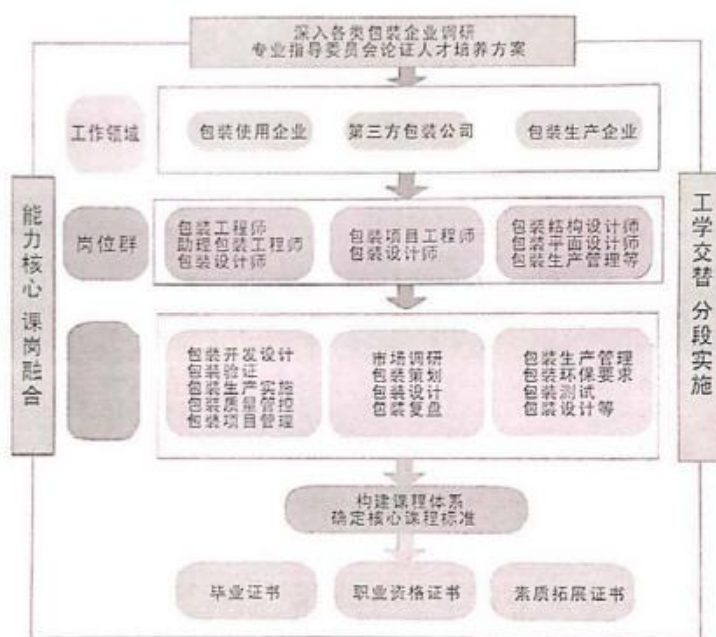 深入各类包装企业调研
专业指导委员会论证人才培养方案
工作领域
包装使用企业
第三方包装公司
包装生产企业
能力核心 课岗融合
工学交替 分段实施
岗位群
包装工程师
助理包装工程师
包装设计师
包装项目工程师
包装设计师
包装结构设计师
包装平面设计师
包装生产管理等
包装开发设计
包装验证
包装生产实施
包装质量管控
包装项目管理
市场调研
包装策划
包装设计
包装复盘
包装生产管理
包装环保要求
包装测试
包装设计等
构建课程体系
确定核心课程标准
毕业证书
职业资格证书
素质拓展证书